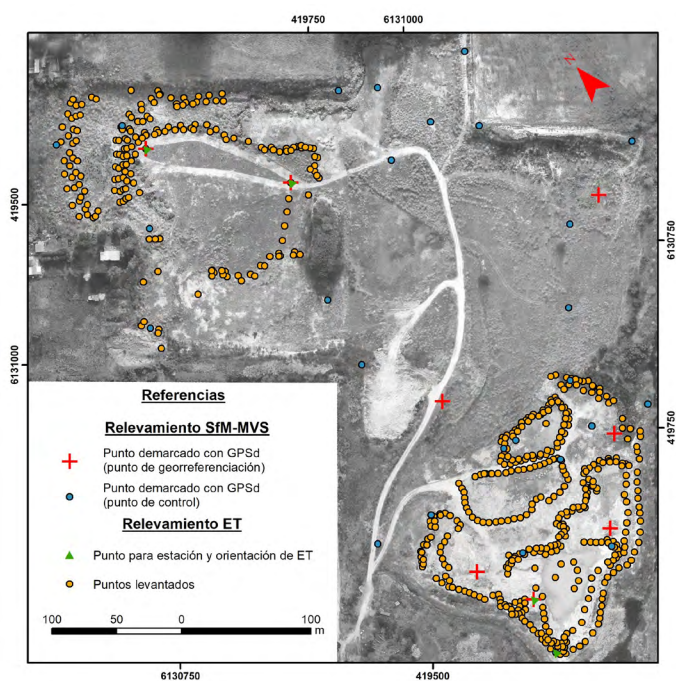 419750 6131000
N
419500
6130750
6131000
419750
Referencias
Relevamiento SfM-MVS
Punto demarcado con GPSd
(punto de georreferenciación)
Punto demarcado con GPSd
(punto de control)
Relevamiento ET
Punto para estación y orientación de ET
Puntos levantados
100 50 0 100
m
6130750 419500